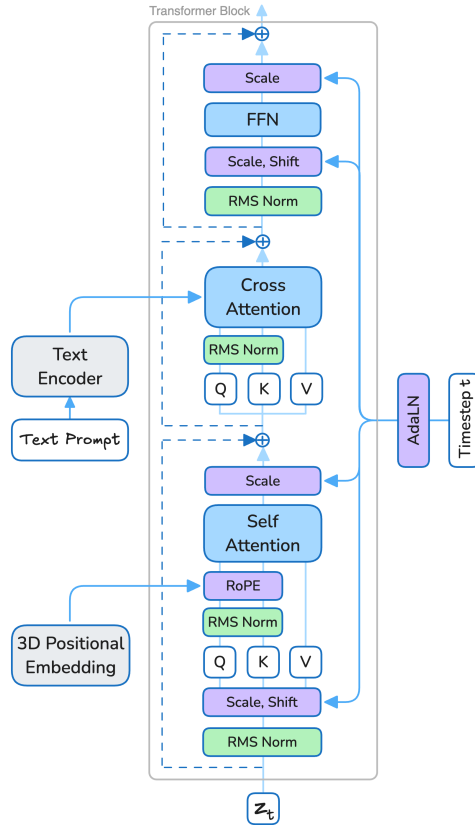 Transformer Block
Scale
FFN
Scale, Shift
RMS Norm
Cross
Attention
RMS Norm
Q K V
Text
Encoder
Text Prompt
AdaLN
Timestep t
Scale
Self
Attention
RoPE
RMS Norm
3D Positional
Embedding
Q K V
Scale, Shift
RMS Norm
zt